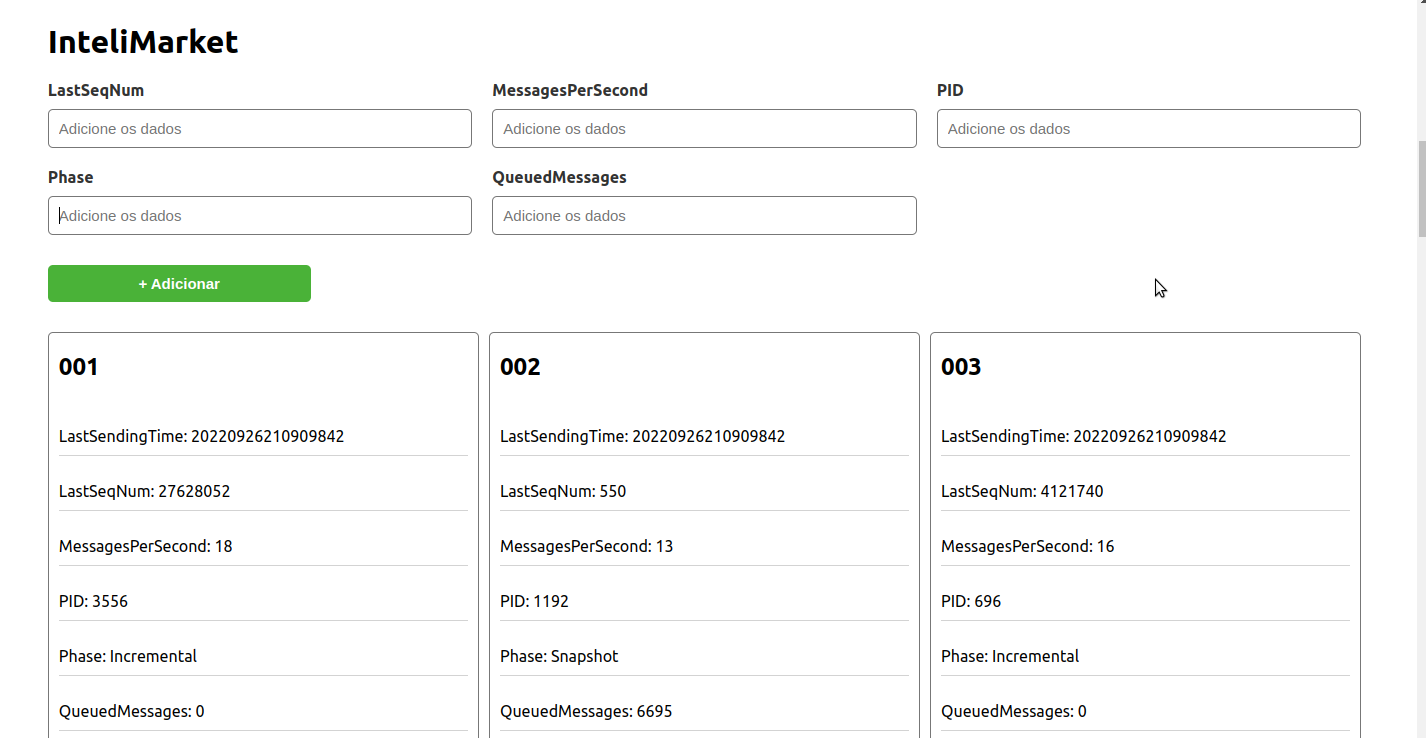 InteliMarket
LastSeqNum
MessagesPerSecond
PID
Adicione os dados
Adicione os dados
Adicione os dados
Phase
QueuedMessages
Adicione os dados
Adicione os dados
+ Adicionar
001
LastSendingTime: 20220926210909842
LastSeqNum: 27628052
MessagesPerSecond: 18
PID: 3556
Phase: Incremental
QueuedMessages: 0
002
LastSendingTime: 20220926210909842
LastSeqNum: 550
MessagesPerSecond: 13
PID: 1192
Phase: Snapshot
QueuedMessages: 6695
003
LastSendingTime: 20220926210909842
LastSeqNum: 4121740
MessagesPerSecond: 16
PID: 696
Phase: Incremental
QueuedMessages: 0